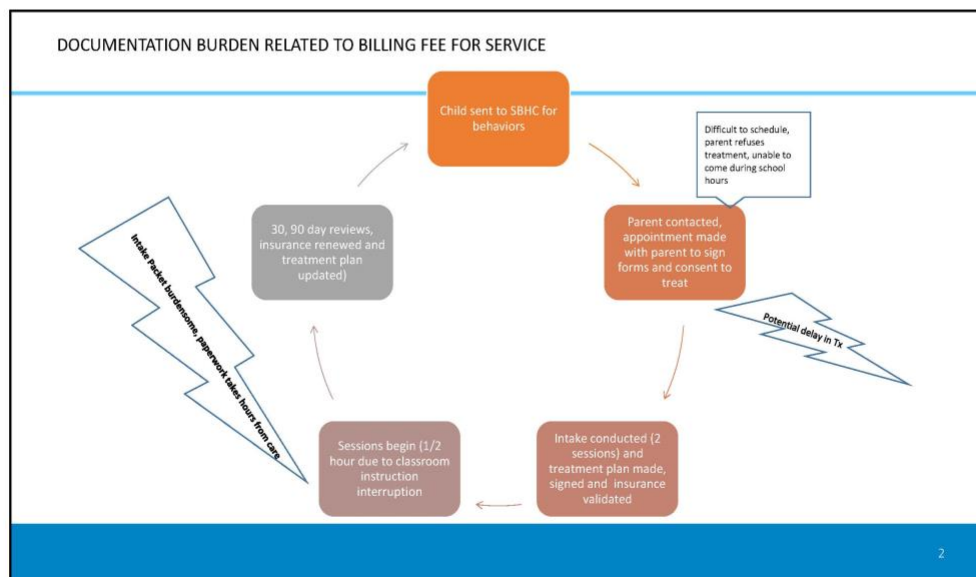 DOCUMENTATION BURDEN RELATED TO BILLING FEE FOR SERVICE
Child sent to SBHC for
behaviors
Difficult to schedule,
parent refuses
treatment, unable to
come during school
hours
Parent contacted,
appointment made
with parent to sign
forms and consent to
treat
Potential delay in Tx
Intake conducted (2
sessions) and
treatment plan made,
signed and insurance
validated
Sessions begin (1/2
hour due to classroom
instruction
interruption
Intake Packet burdensome, paperwork takes hours from care
30, 90 day reviews,
insurance renewed and
treatment plan
updated)
2